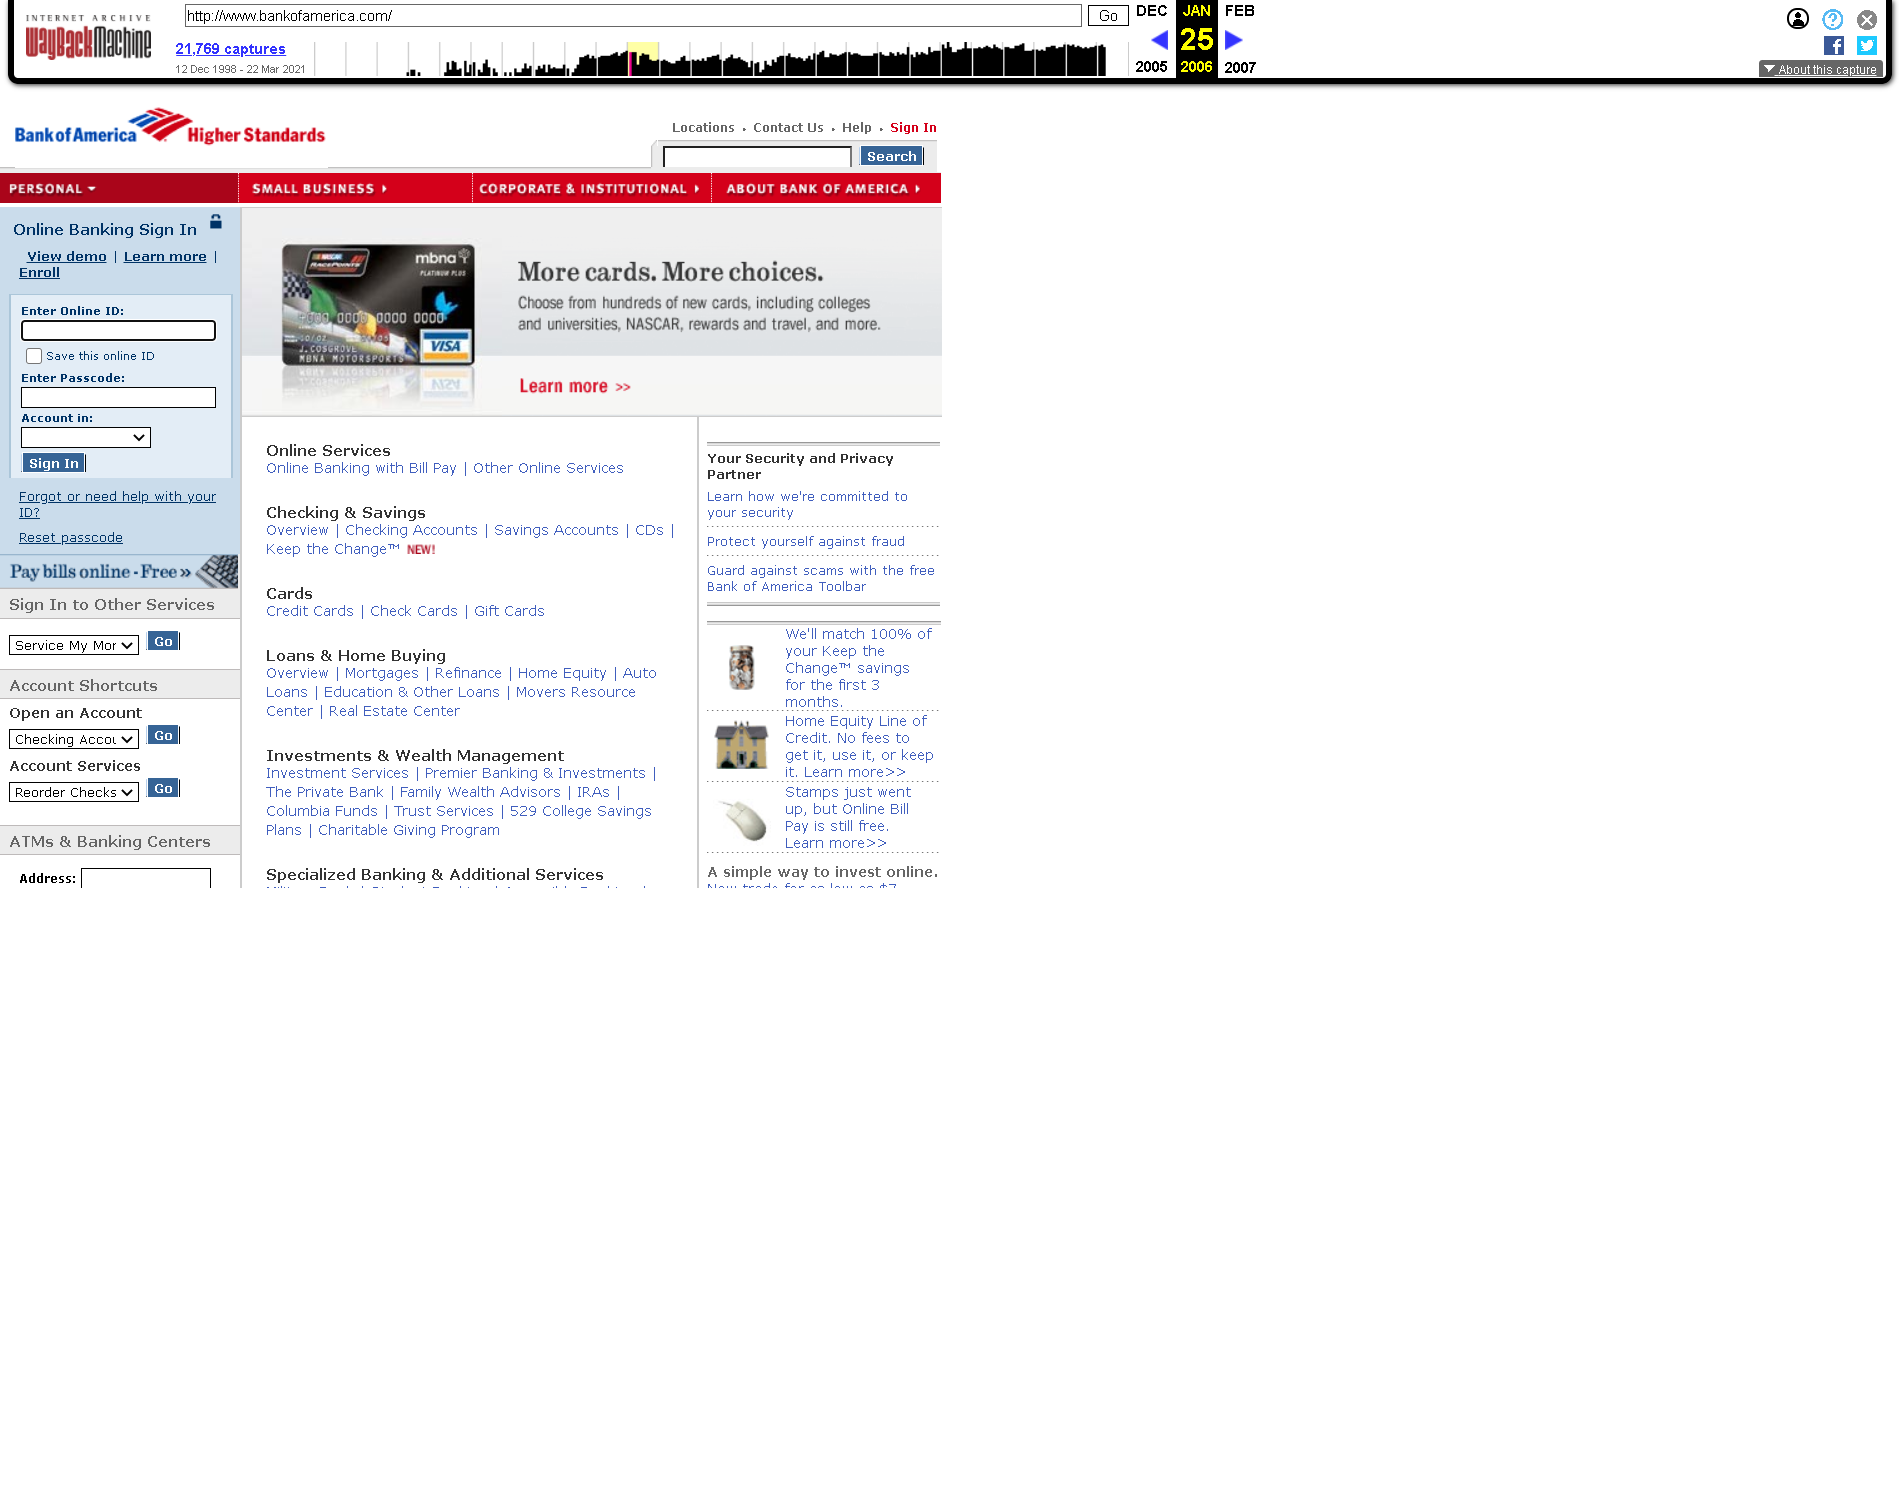 INTERNET ARCHIVE
WayBackMachine
http://www.bankofamerica.com/
Go
DEC
JAN
FEB
21,769 captures
25
12 Dec 1998 - 22 Mar 2021
2005
2006
2007
About this capture
Bank of America Higher Standards
Locations • Contact Us • Help • Sign In
Search
PERSONAL
SMALL BUSINESS
CORPORATE & INSTITUTIONAL
ABOUT BANK OF AMERICA
Online Banking Sign In
View demo | Learn more |
Enroll
Enter Online ID:
Save this online ID
Enter Passcode:
Account in:
Sign In
Forgot or need help with your
ID?
Reset passcode
Pay bills online - Free »
Sign In to Other Services
Service My Mor
Go
Account Shortcuts
Open an Account
Checking Accou
Go
Account Services
Reorder Checks
Go
ATMs & Banking Centers
Address:
NASCAR
RACEPOINTS
mbna
PLATINUM PLUS
0000 0000 0000
J.COSGROVE
MBNA MOTORSPORTS
VISA
More cards. More choices.
Choose from hundreds of new cards, including colleges
and universities, NASCAR, rewards and travel, and more.
Learn more >>
Online Services
Online Banking with Bill Pay | Other Online Services
Checking & Savings
Overview | Checking Accounts | Savings Accounts | CDs |
Keep the Change™ NEW!
Cards
Credit Cards | Check Cards | Gift Cards
Loans & Home Buying
Overview | Mortgages | Refinance | Home Equity | Auto
Loans | Education & Other Loans | Movers Resource
Center | Real Estate Center
Investments & Wealth Management
Investment Services | Premier Banking & Investments |
The Private Bank | Family Wealth Advisors | IRAs |
Columbia Funds | Trust Services | 529 College Savings
Plans | Charitable Giving Program
Specialized Banking & Additional Services
Your Security and Privacy
Partner
Learn how we're committed to
your security
Protect yourself against fraud
Guard against scams with the free
Bank of America Toolbar
We'll match 100% of
your Keep the
Change™ savings
for the first 3
months.
Home Equity Line of
Credit. No fees to
get it, use it, or keep
it. Learn more>>
Stamps just went
up, but Online Bill
Pay is still free.
Learn more>>
A simple way to invest online.
Now trade for as low as $7